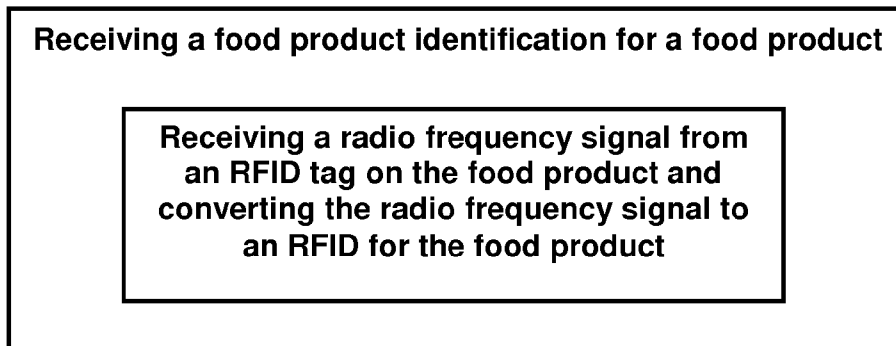 Receiving a food product identification for a food product
Receiving a radio frequency signal from
an RFID tag on the food product and
converting the radio frequency signal to
an RFID for the food product